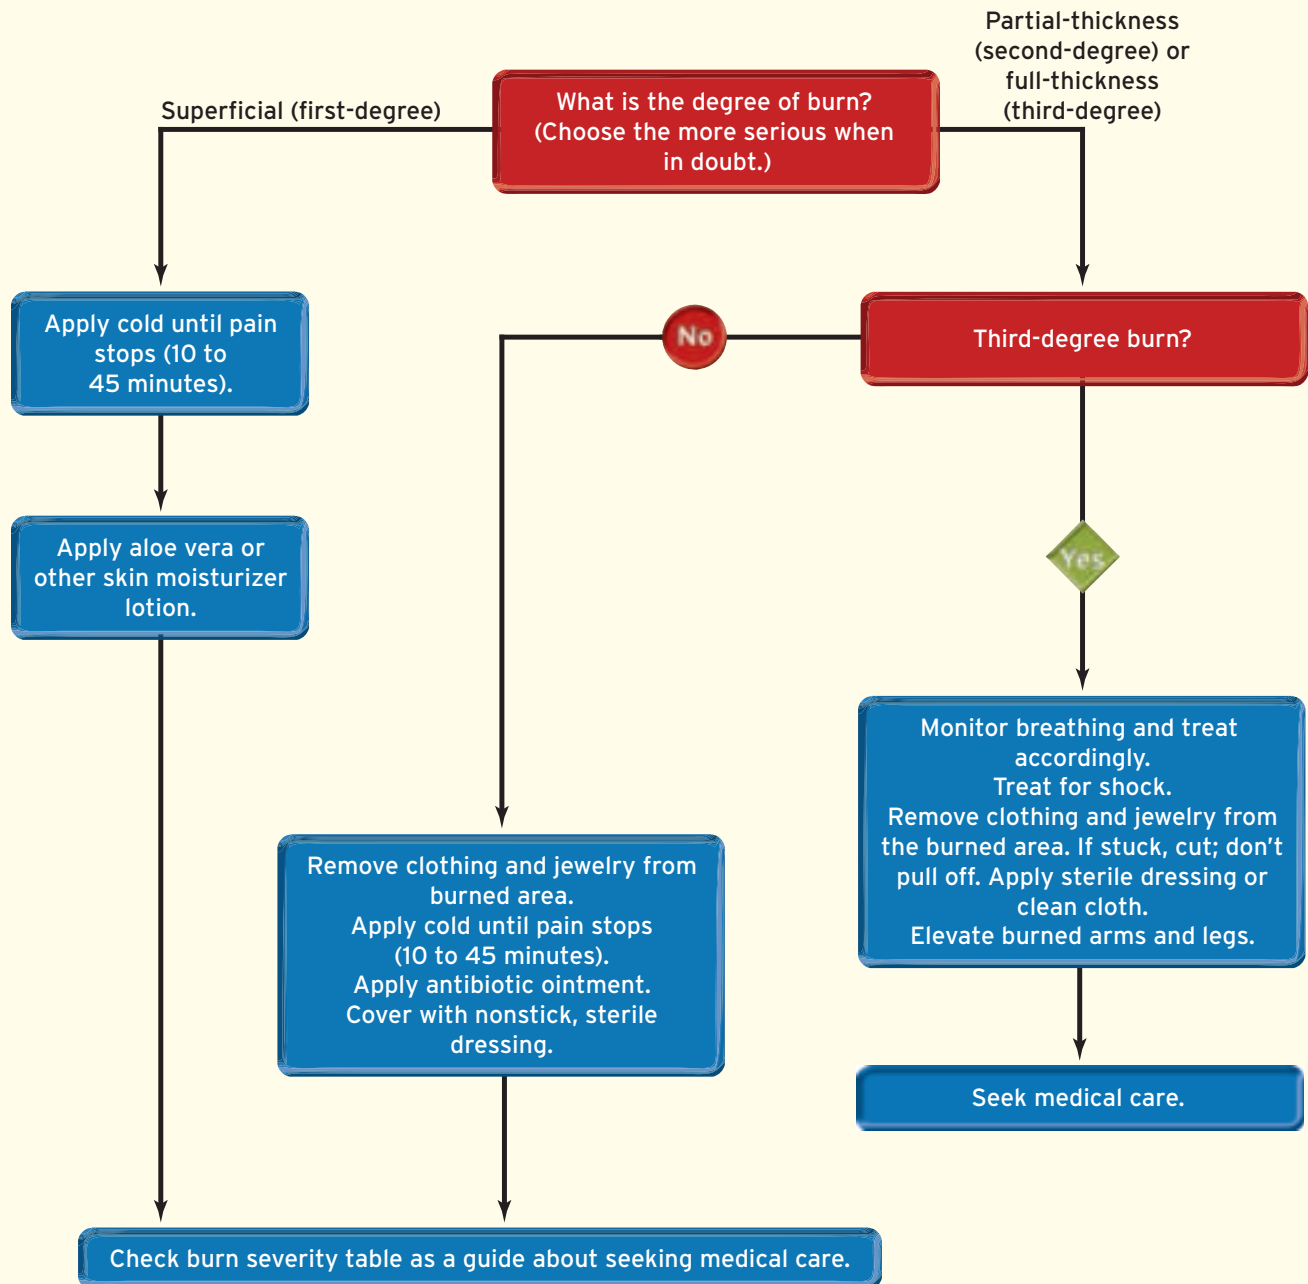 Partial-thickness
(second-degree) or
full-thickness
(third-degree)
Superficial (first-degree)
What is the degree of burn?
(Choose the more serious when
in doubt.)
Apply cold until pain
stops (10 to
45 minutes).
No
Third-degree burn?
Apply aloe vera or
other skin moisturizer
lotion.
Yes
Monitor breathing and treat
accordingly.
Treat for shock.
Remove clothing and jewelry from
the burned area. If stuck, cut; don’t
pull off. Apply sterile dressing or
clean cloth.
Elevate burned arms and legs.
Remove clothing and jewelry from
burned area.
Apply cold until pain stops
(10 to 45 minutes).
Apply antibiotic ointment.
Cover with nonstick, sterile
dressing.
Seek medical care.
Check burn severity table as a guide about seeking medical care.